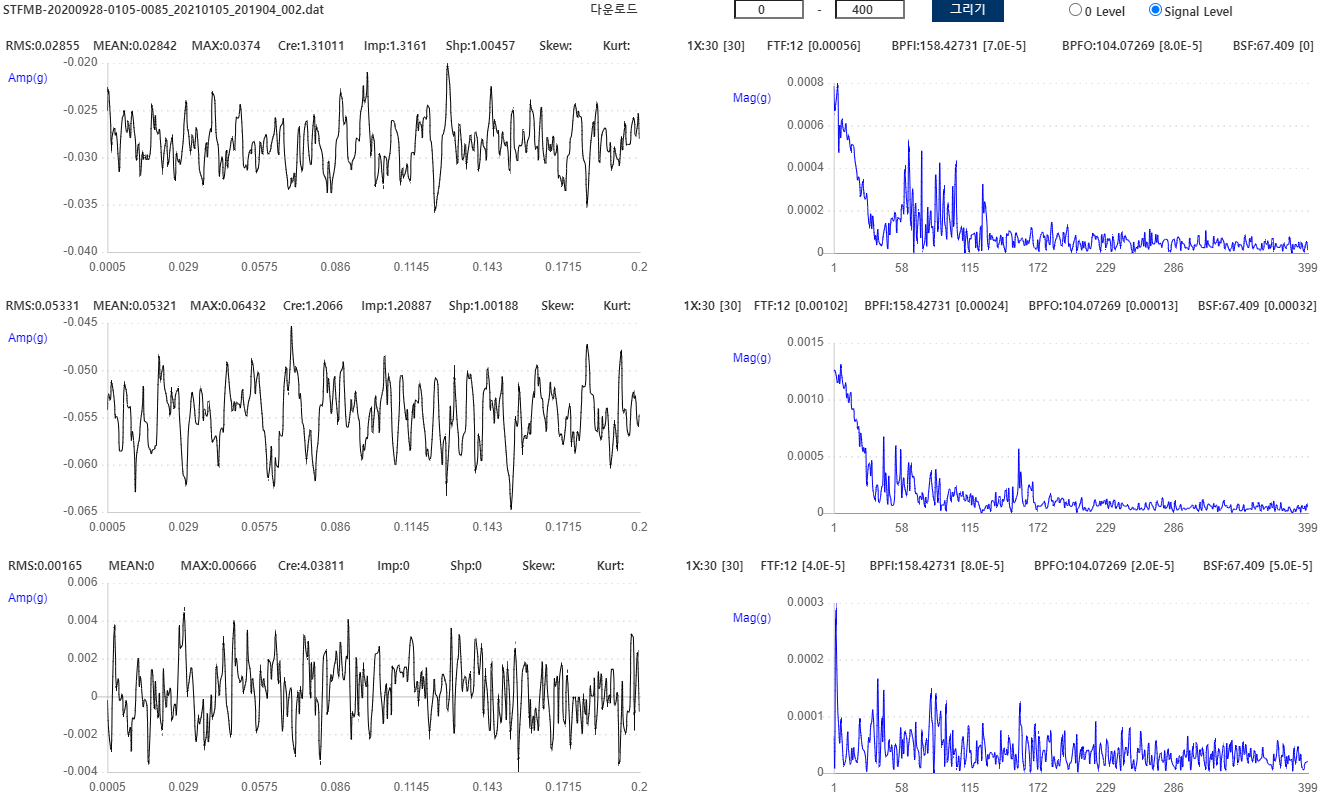 STFMB-20200928-0105-0085_20210105_201904_002.dat 다운로드 0 - 400 그리기 0 Level Signal Level
RMS:0.02855 MEAN:0.02842 MAX:0.0374 Cre:1.31011 Imp:1.3161 Shp:1.00457 Skew: Kurt: 1X:30 [30] FTF:12 [0.00056] BPFI:158.42731 [7.0E-5] BPFO:104.07269 [8.0E-5] BSF:67.409 [0]
Amp(g)
-0.020
-0.025
-0.030
-0.035
-0.040
0.0005 0.029 0.0575 0.086 0.1145 0.143 0.1715 0.2
Mag(g)
0.0008
0.0006
0.0004
0.0002
0
1 58 115 172 229 286 399
RMS:0.05331 MEAN:0.05321 MAX:0.06432 Cre:1.2066 Imp:1.20887 Shp:1.00188 Skew: Kurt: 1X:30 [30] FTF:12 [0.00102] BPFI:158.42731 [0.00024] BPFO:104.07269 [0.00013] BSF:67.409 [0.00032]
Amp(g)
-0.045
-0.050
-0.055
-0.060
-0.065
0.0005 0.029 0.0575 0.086 0.1145 0.143 0.1715 0.2
Mag(g)
0.0015
0.0010
0.0005
0
1 58 115 172 229 286 399
RMS:0.00165 MEAN:0 MAX:0.00666 Cre:4.03811 Imp:0 Shp:0 Skew: Kurt: 1X:30 [30] FTF:12 [4.0E-5] BPFI:158.42731 [8.0E-5] BPFO:104.07269 [2.0E-5] BSF:67.409 [5.0E-5]
Amp(g)
0.006
0.004
0.002
0
-0.002
-0.004
0.0005 0.029 0.0575 0.086 0.1145 0.143 0.1715 0.2
Mag(g)
0.0003
0.0002
0.0001
0
1 58 115 172 229 286 399